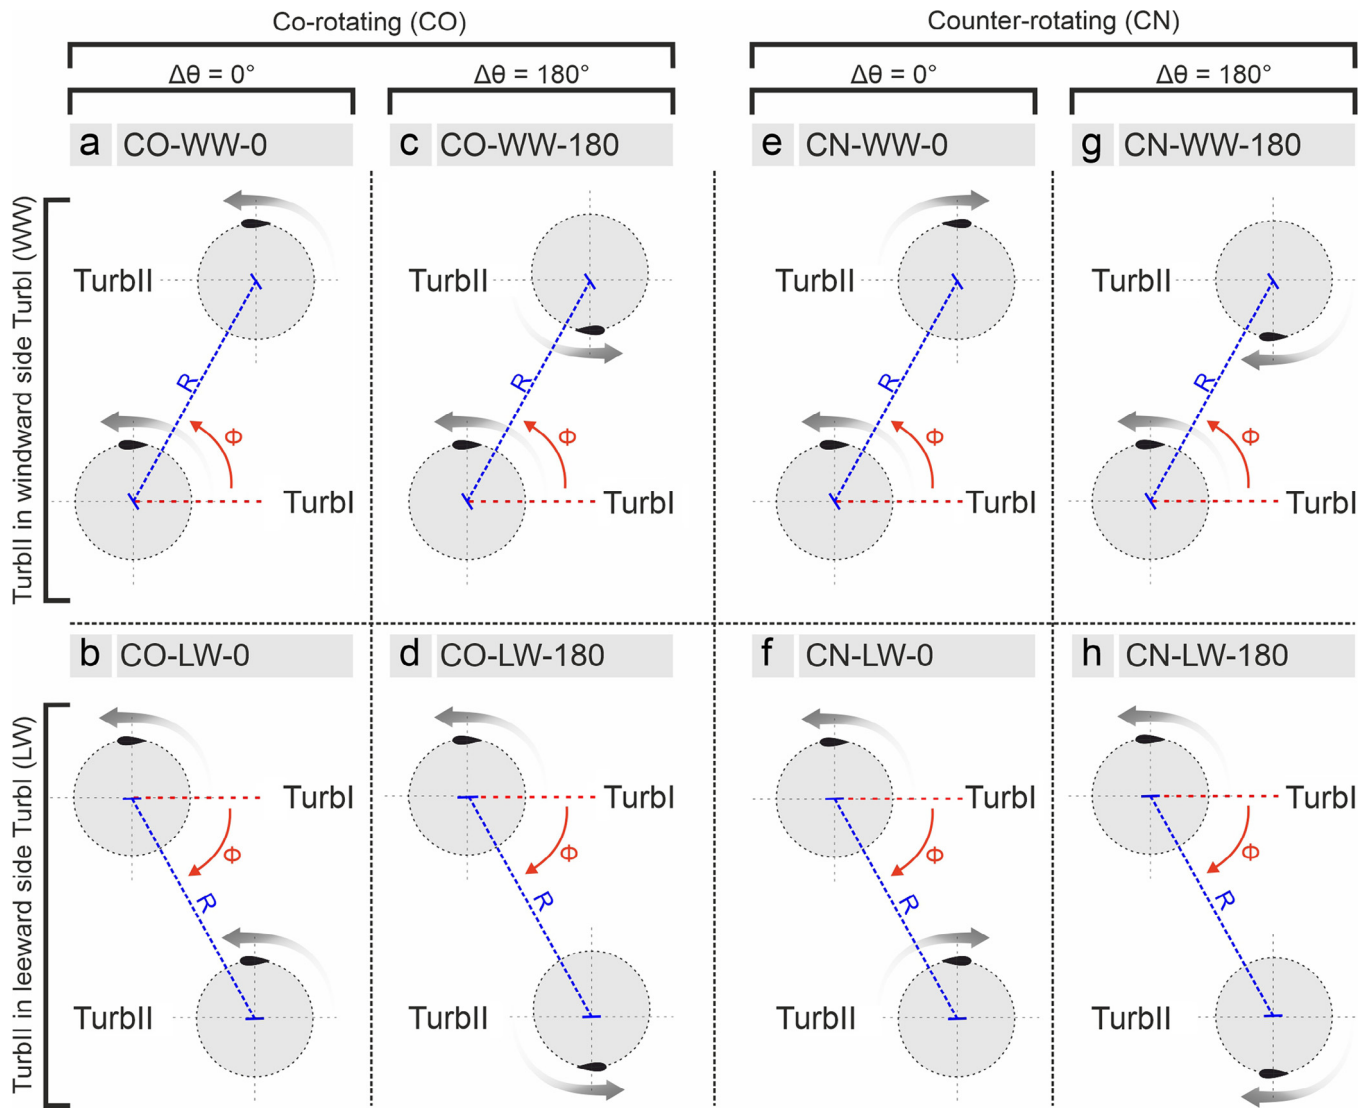 Co-rotating (CO)
Counter-rotating (CN)
Δθ = 0°
Δθ = 180°
Δθ = 0°
Δθ = 180°
a CO-WW-0
c CO-WW-180
e CN-WW-0
g CN-WW-180
TurbII in windward side TurbI (WW)
TurbII
R
Φ
TurbI
TurbII
R
Φ
TurbI
TurbII
R
Φ
TurbI
TurbII
R
Φ
TurbI
b CO-LW-0
d CO-LW-180
f CN-LW-0
h CN-LW-180
TurbII in leeward side TurbI (LW)
TurbI
Φ
R
TurbII
TurbI
Φ
R
TurbII
TurbI
Φ
R
TurbII
TurbI
Φ
R
TurbII